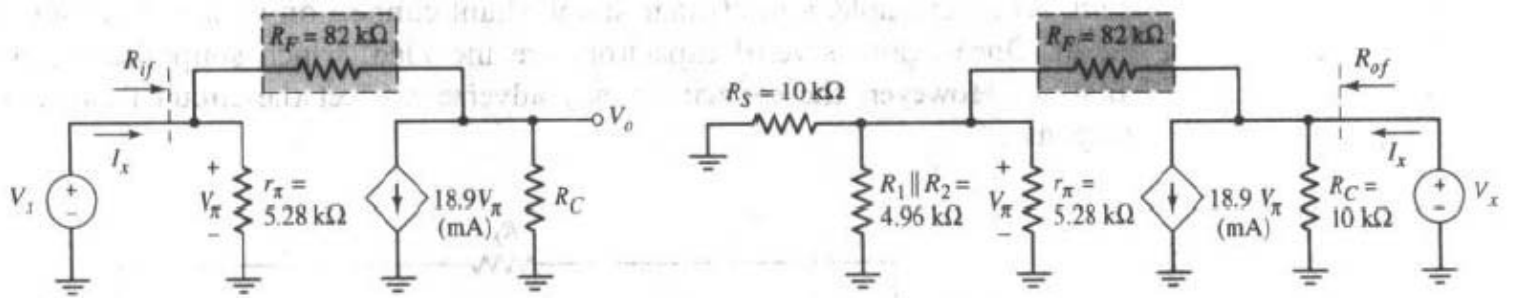 R_F = 82 kΩ
R_if
I_x
V_x
+
−
+
V_π
−
r_π =
5.28 kΩ
18.9V_π
(mA)
R_C
V_o
R_F = 82 kΩ
R_of
R_S = 10 kΩ
R_1 || R_2 =
4.96 kΩ
+
V_π
−
r_π =
5.28 kΩ
18.9 V_π
(mA)
R_C =
10 kΩ
I_x
+
−
V_x